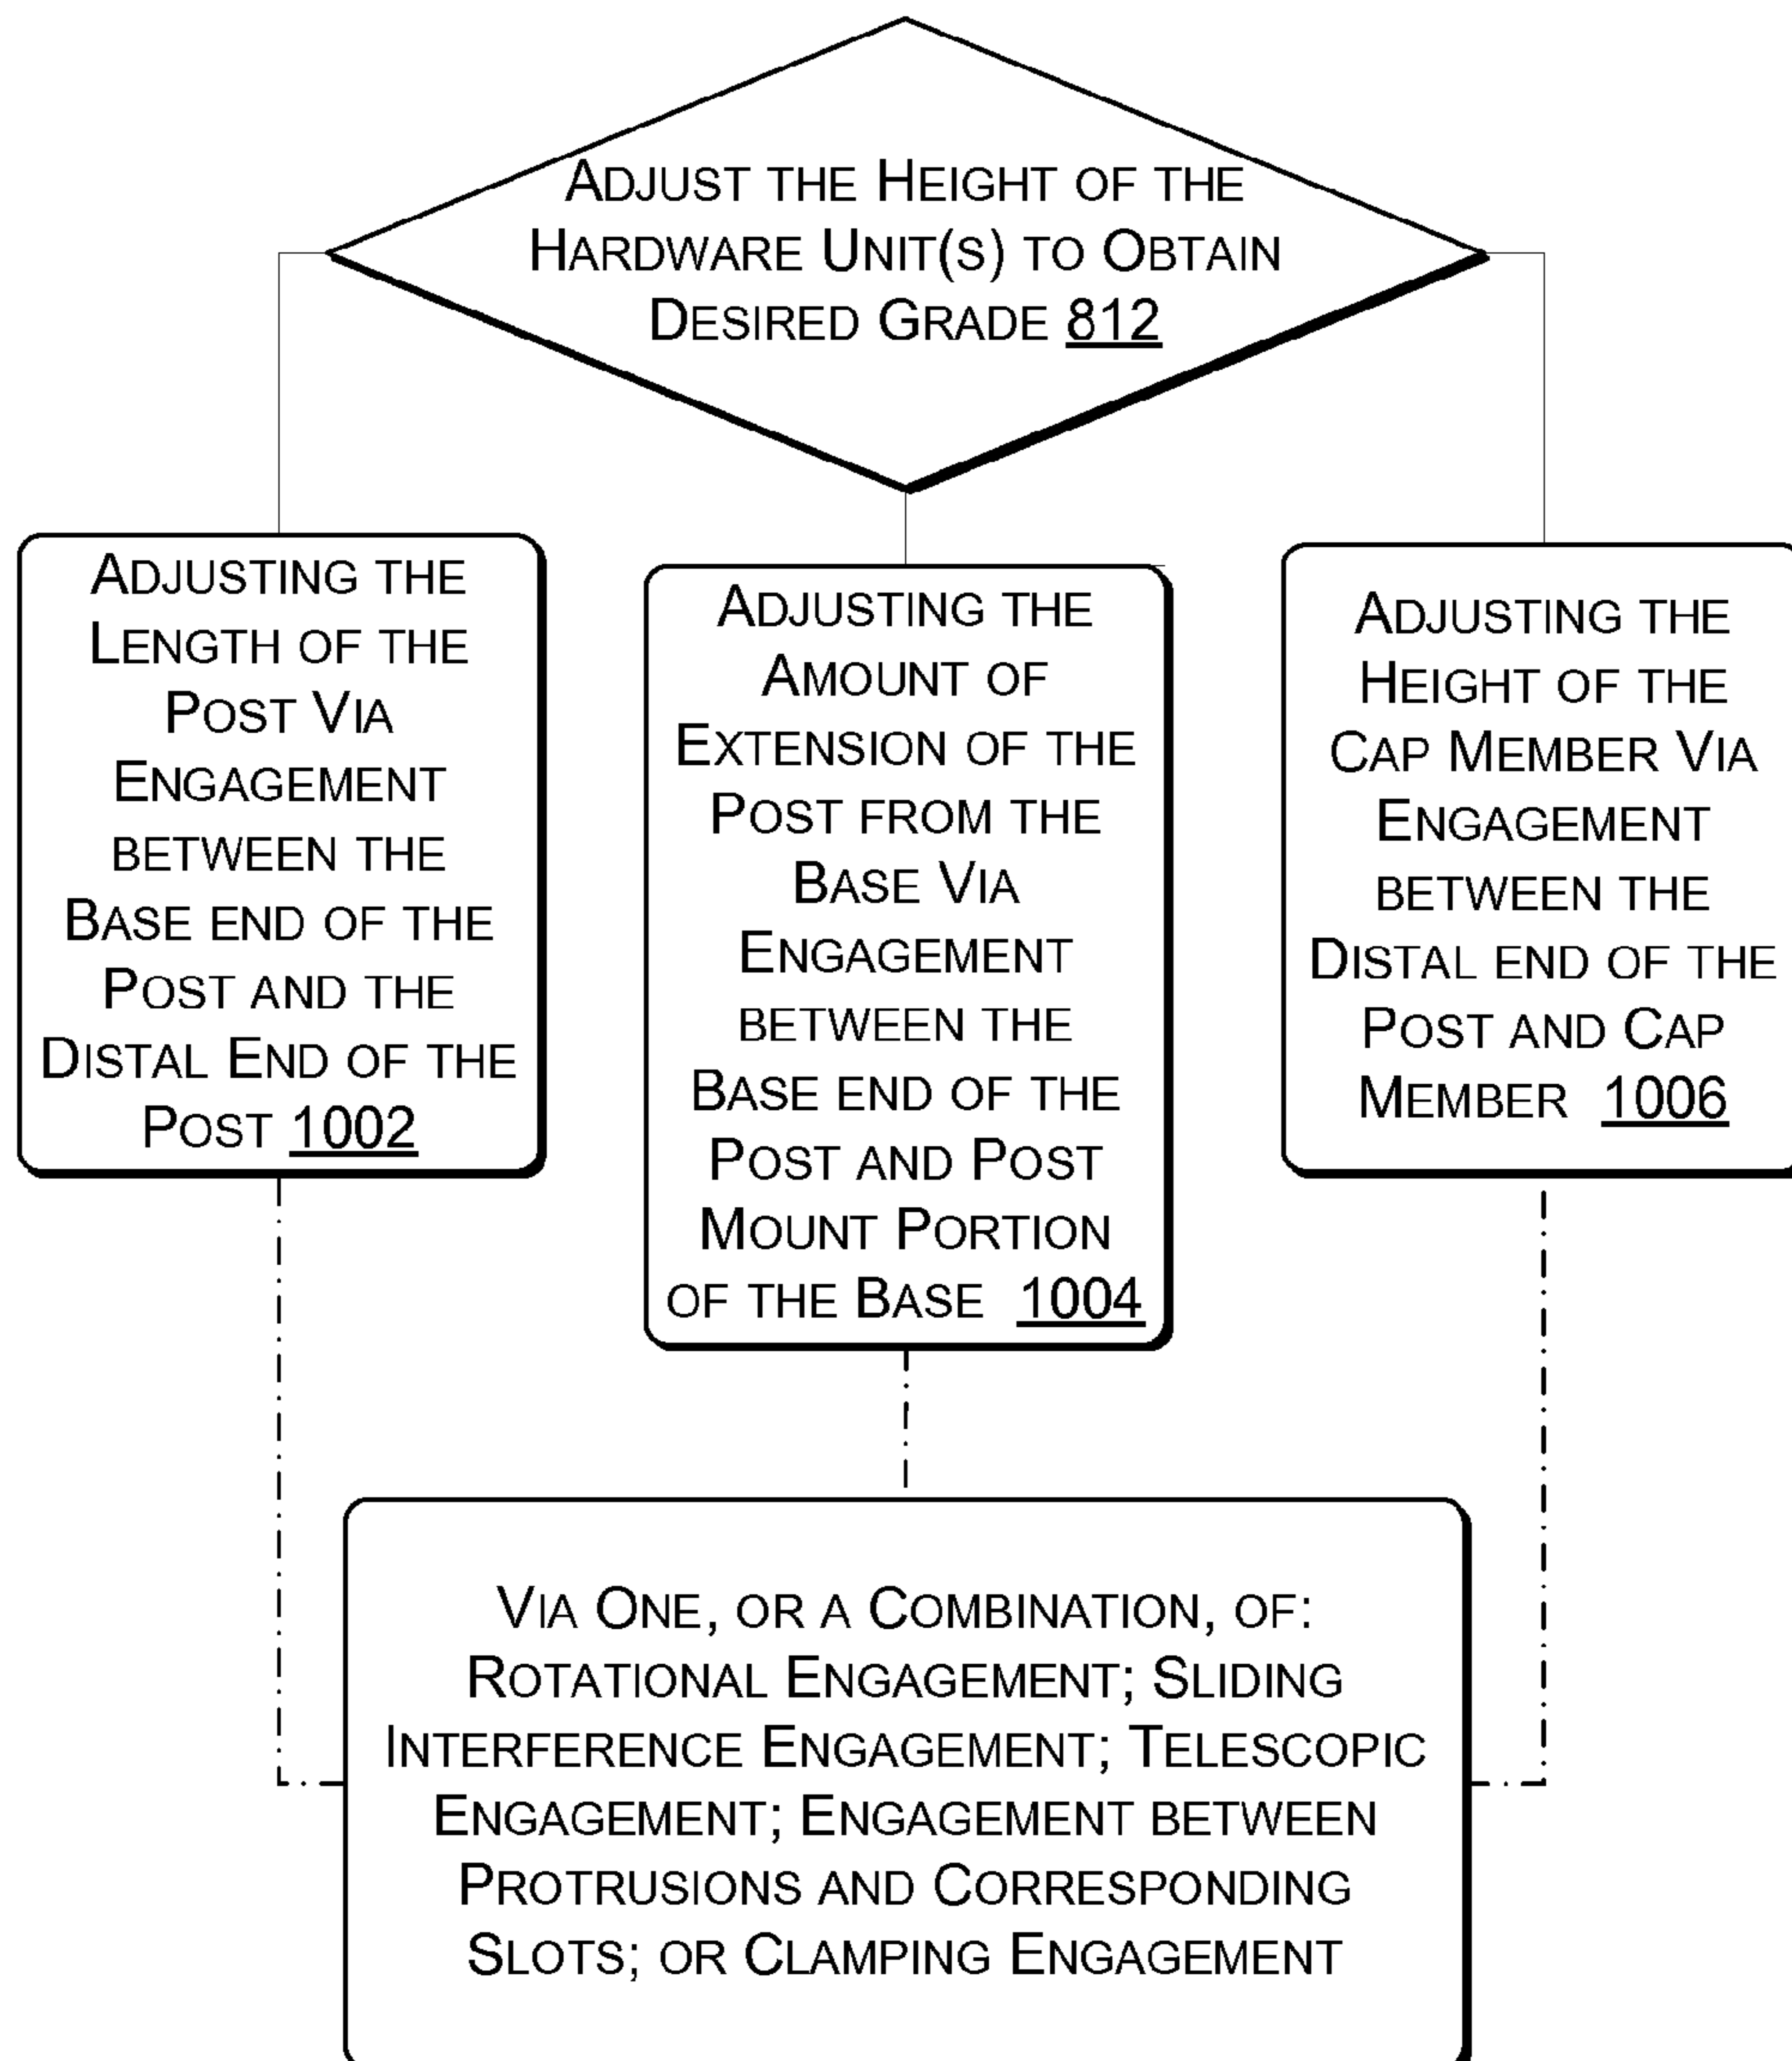 Adjust the Height of the
Hardware Unit(s) to Obtain
Desired Grade 812
Adjusting the
Length of the
Post Via
Engagement
between the
Base end of the
Post and the
Distal End of the
Post 1002
Adjusting the
Amount of
Extension of the
Post from the
Base Via
Engagement
between the
Base end of the
Post and Post
Mount Portion
of the Base 1004
Adjusting the
Height of the
Cap Member Via
Engagement
between the
Distal end of the
Post and Cap
Member 1006
Via One, or a Combination, of:
Rotational Engagement; Sliding
Interference Engagement; Telescopic
Engagement; Engagement between
Protrusions and Corresponding
Slots; or Clamping Engagement